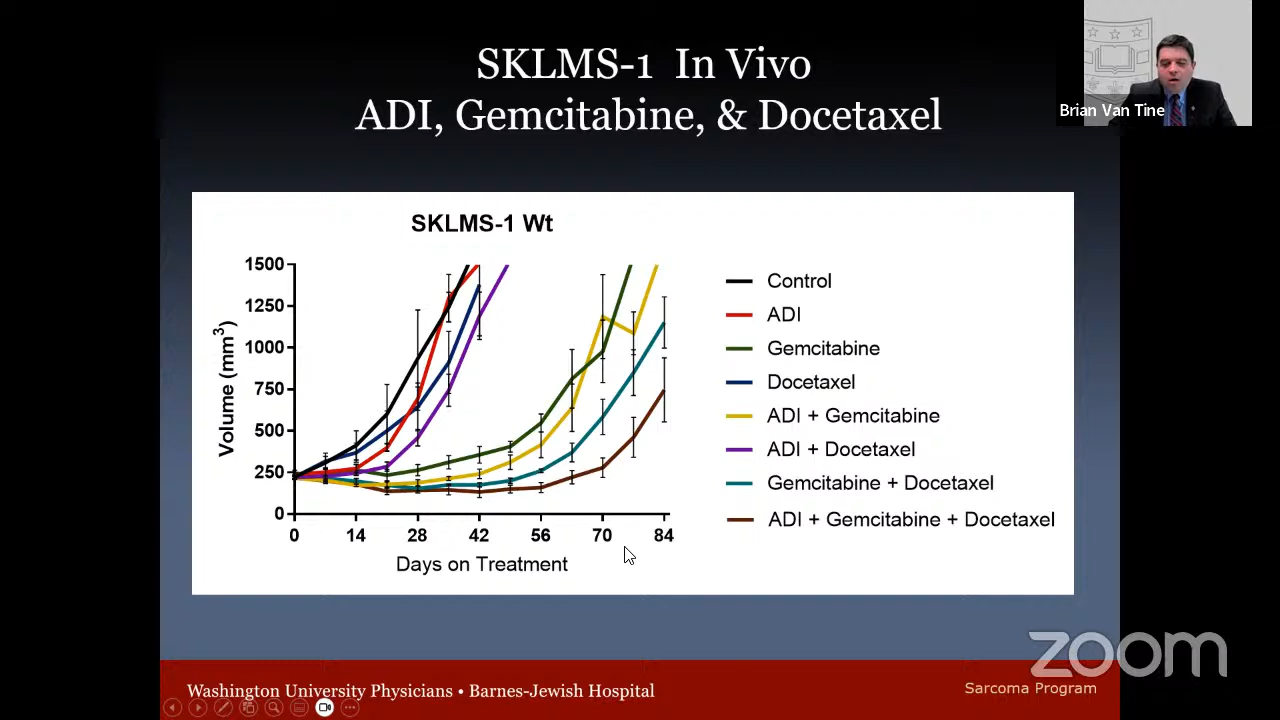 SKLMS-1 In Vivo
ADI, Gemcitabine, & Docetaxel
Brian Van Tine
SKLMS-1 Wt
Volume (mm³)
1500
1250
1000
750
500
250
0
0 14 28 42 56 70 84
Days on Treatment
Control
ADI
Gemcitabine
Docetaxel
ADI + Gemcitabine
ADI + Docetaxel
Gemcitabine + Docetaxel
ADI + Gemcitabine + Docetaxel
zoom
Washington University Physicians • Barnes-Jewish Hospital
Sarcoma Program